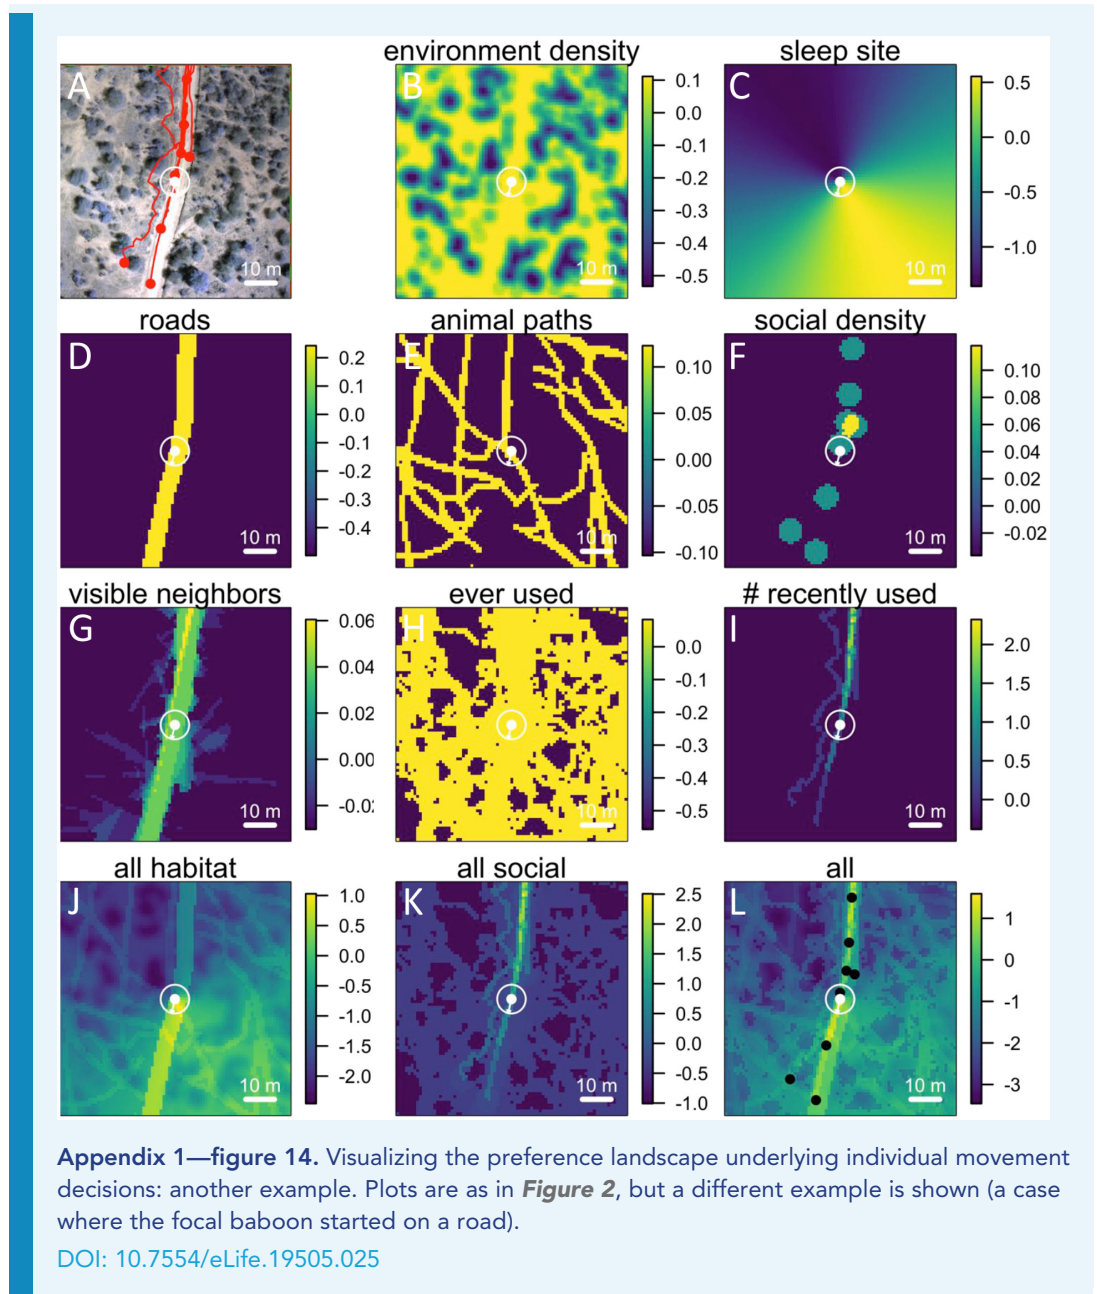 environment density
sleep site
A
10 m
B
10 m
0.1
0.0
-0.1
-0.2
-0.3
-0.4
-0.5
C
10 m
0.5
0.0
-0.5
-1.0
roads
animal paths
social density
D
10 m
0.2
0.1
0.0
-0.1
-0.2
-0.3
-0.4
E
10 m
0.10
0.05
0.00
-0.05
-0.10
F
10 m
0.10
0.08
0.06
0.04
0.02
0.00
-0.02
visible neighbors
ever used
# recently used
G
10 m
0.06
0.04
0.02
0.00
-0.0
H
10 m
0.0
-0.1
-0.2
-0.3
-0.4
-0.5
I
10 m
2.0
1.5
1.0
0.5
0.0
all habitat
all social
all
J
10 m
1.0
0.5
0.0
-0.5
-1.0
-1.5
-2.0
K
10 m
2.5
2.0
1.5
1.0
0.5
0.0
-0.5
-1.0
L
10 m
1
0
-1
-2
-3
Appendix 1—figure 14. Visualizing the preference landscape underlying individual movement
decisions: another example. Plots are as in Figure 2, but a different example is shown (a case
where the focal baboon started on a road).
DOI: 10.7554/eLife.19505.025